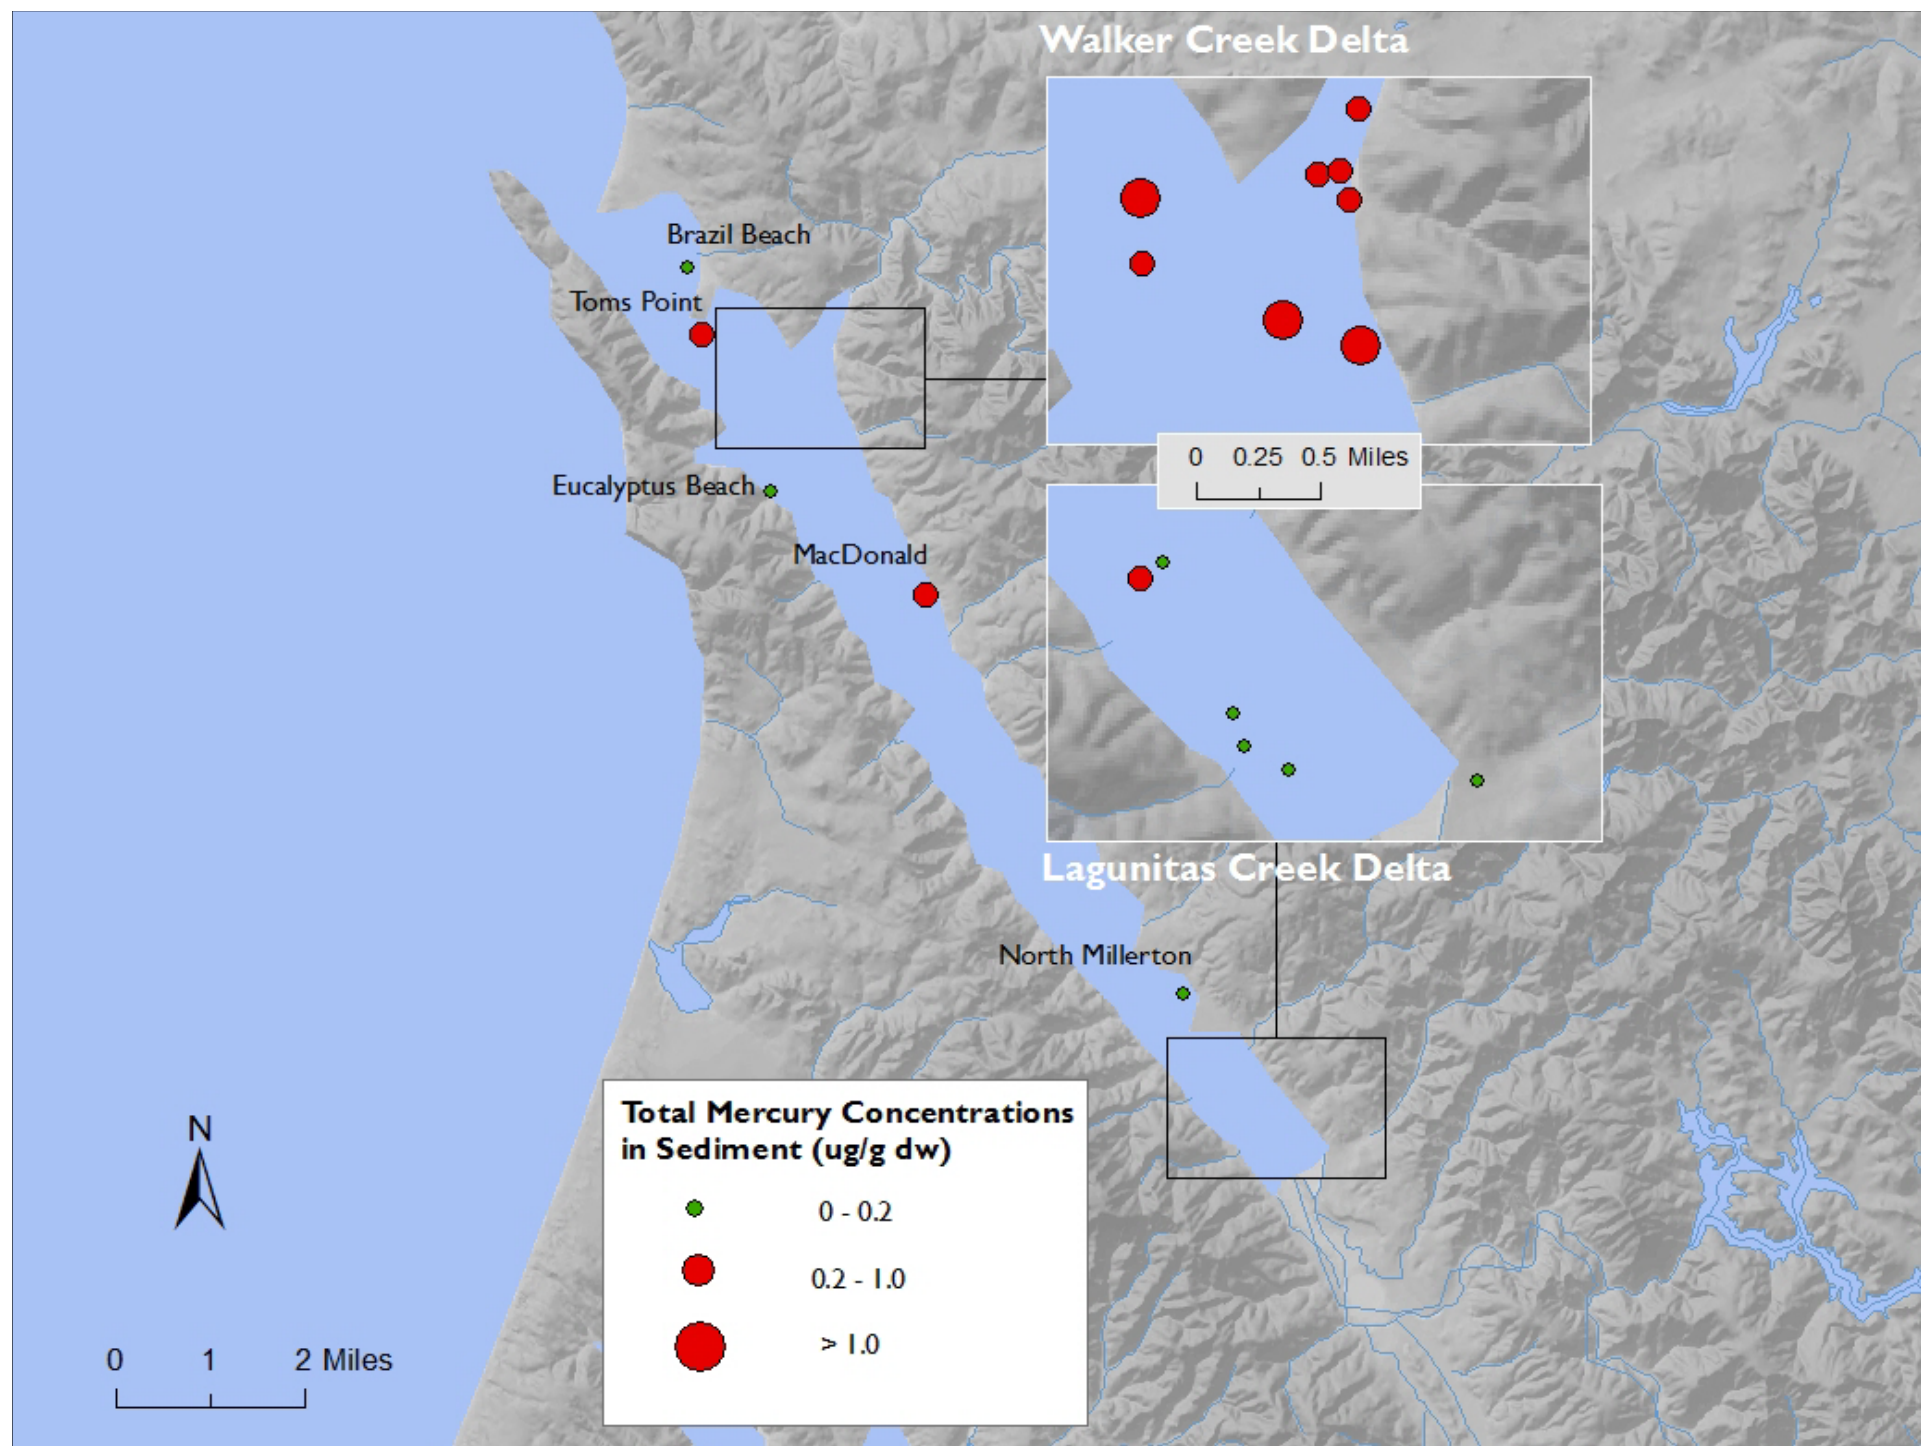 Walker Creek Delta
Brazil Beach
Toms Point
0 0.25 0.5 Miles
Eucalyptus Beach
MacDonald
Lagunitas Creek Delta
North Millerton
Total Mercury Concentrations
in Sediment (ug/g dw)
0 - 0.2
0.2 - 1.0
> 1.0
N
0 1 2 Miles